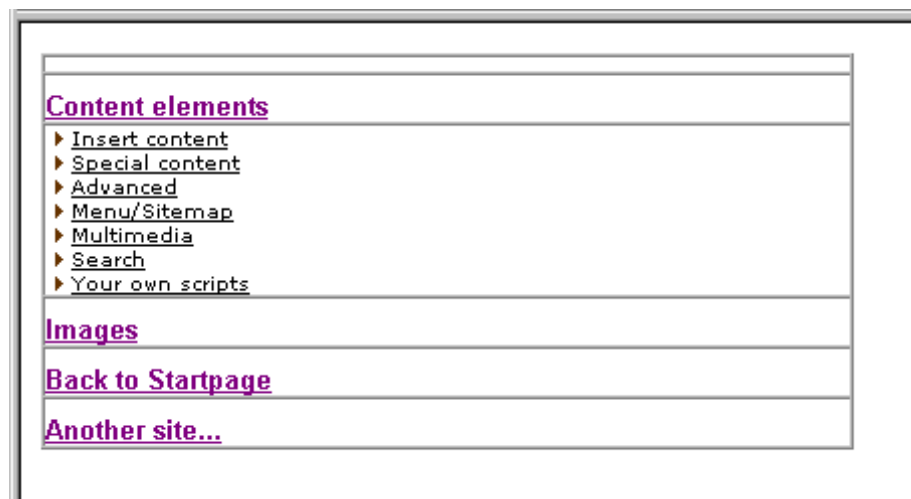 Content elements
Insert content
Special content
Advanced
Menu/Sitemap
Multimedia
Search
Your own scripts
Images
Back to Startpage
Another site...